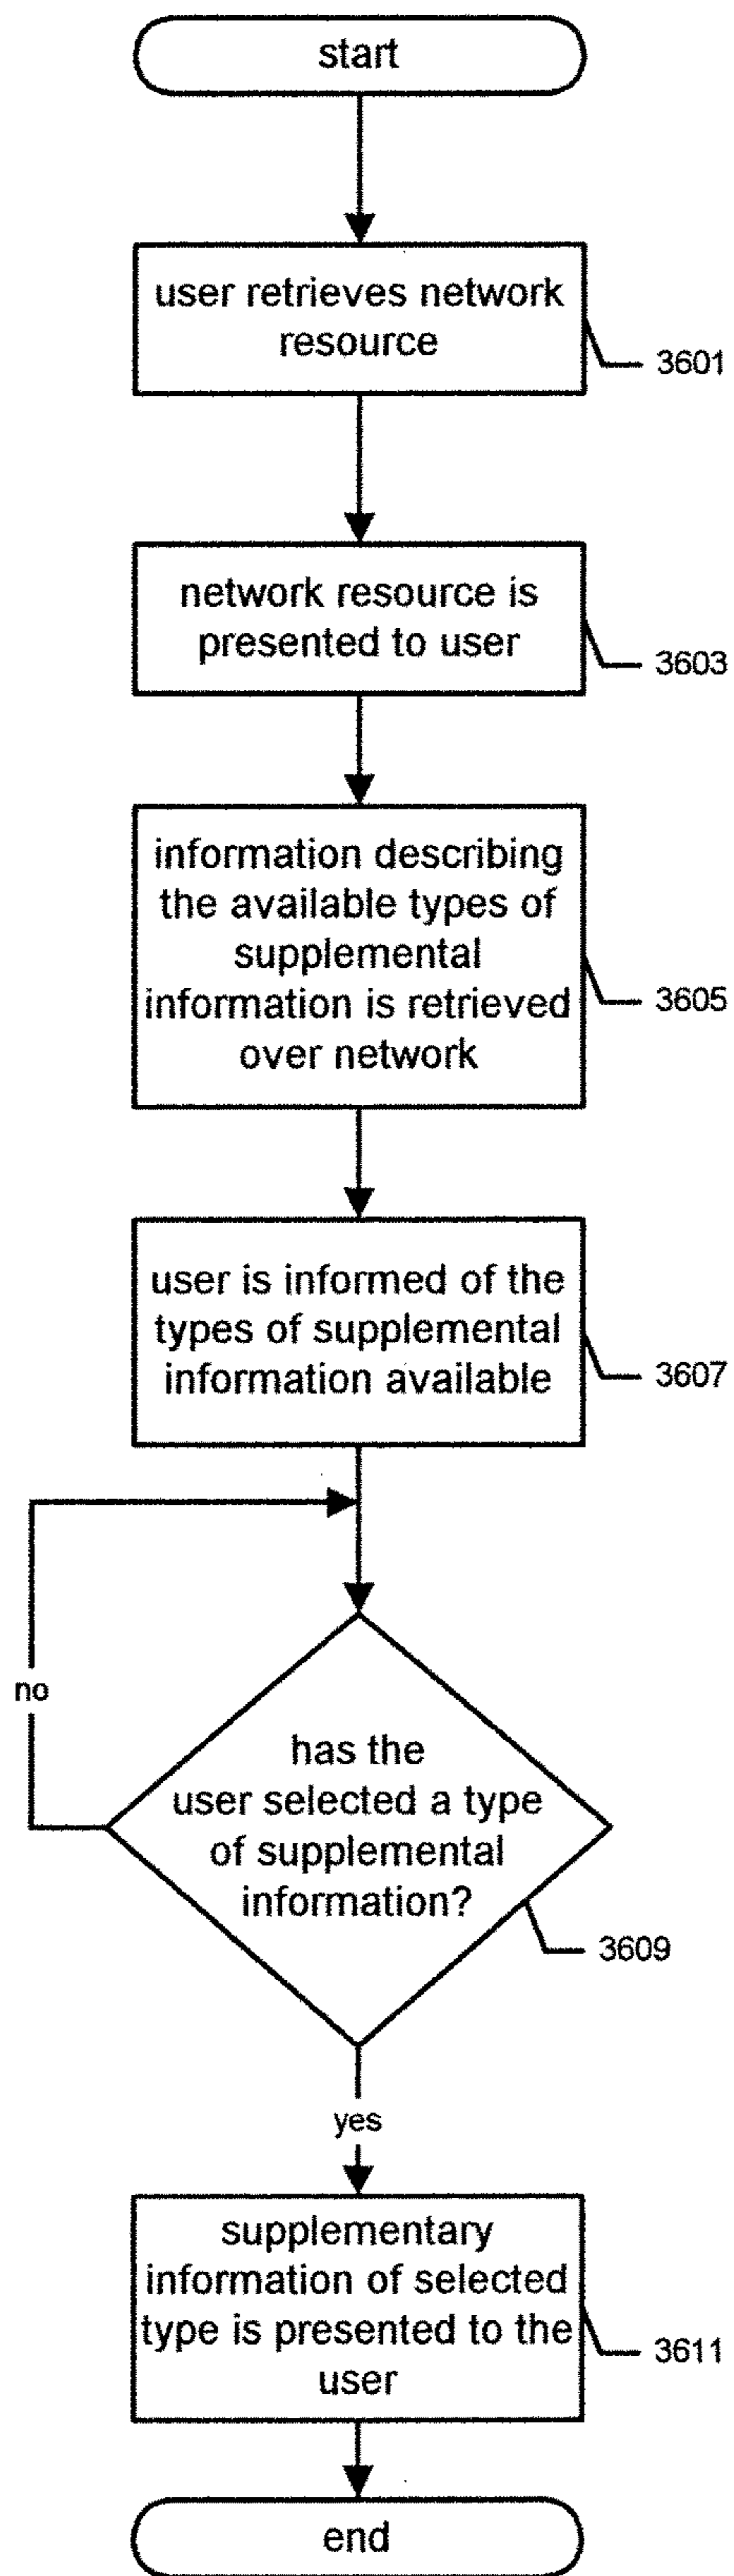 start
user retrieves network
resource
3601
network resource is
presented to user
3603
information describing
the available types of
supplemental
information is retrieved
over network
3605
user is informed of the
types of supplemental
information available
3607
no
has the
user selected a type
of supplemental
information?
3609
yes
supplementary
information of selected
type is presented to the
user
3611
end